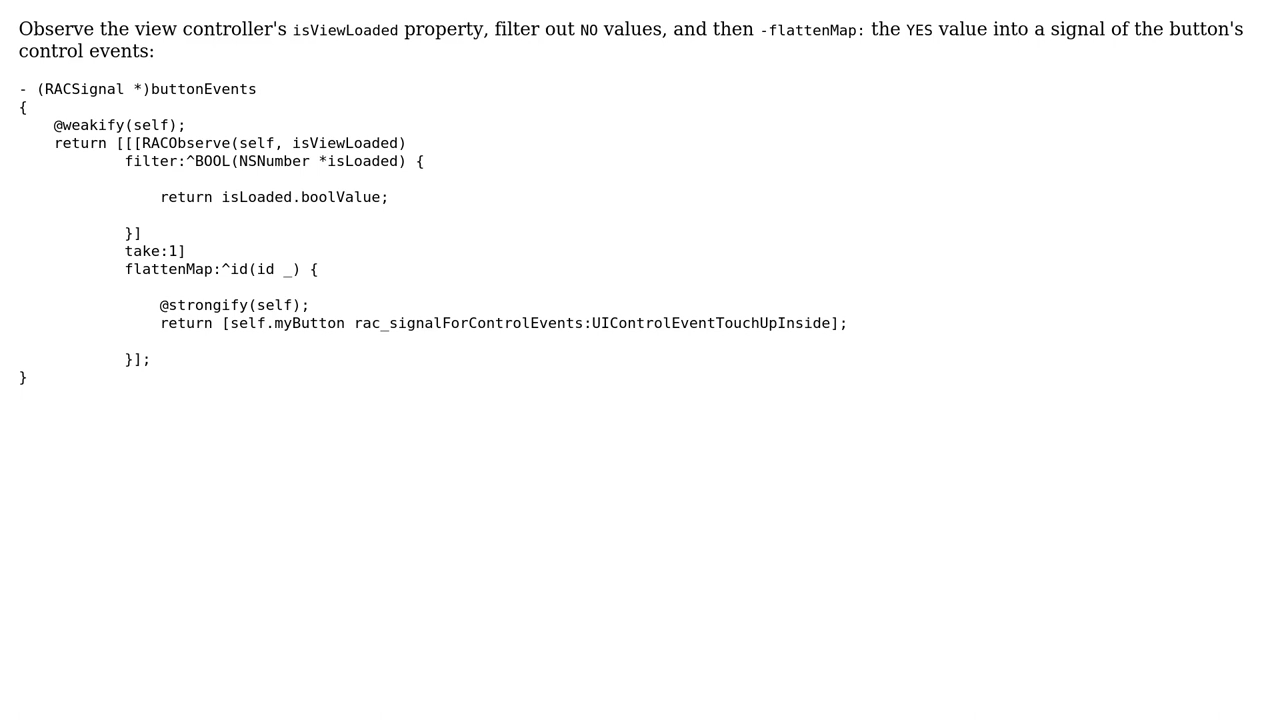 Observe the view controller's isViewLoaded property, filter out NO values, and then -flattenMap: the YES value into a signal of the button's
control events:
- (RACSignal *)buttonEvents
{
    @weakify(self);
    return [[[RACObserve(self, isViewLoaded)
            filter:^BOOL(NSNumber *isLoaded) {
                return isLoaded.boolValue;
            }]
            take:1]
            flattenMap:^id(id _) {
                @strongify(self);
                return [self.myButton rac_signalForControlEvents:UIControlEventTouchUpInside];
            }];
}